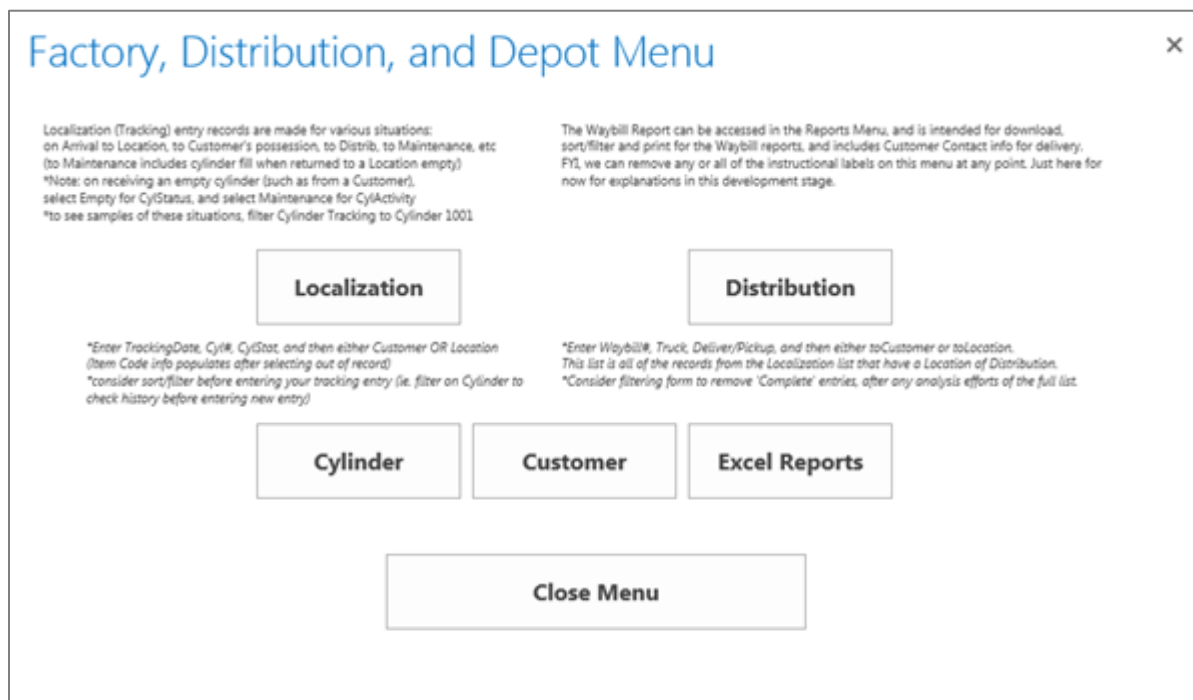 Factory, Distribution, and Depot Menu
Localization (Tracking) entry records are made for various situations:
on Arrival to Location, to Customer's possession, to Distrib, to Maintenance, etc
(to Maintenance includes cylinder fill when returned to a Location empty)
*Note: on receiving an empty cylinder (such as from a Customer),
select Empty for CylStatus, and select Maintenance for CylActivity
*to see samples of these situations, filter Cylinder Tracking to Cylinder 1001
The Waybill Report can be accessed in the Reports Menu, and is intended for download,
sort/filter and print for the Waybill reports, and includes Customer Contact info for delivery.
FYI, we can remove any or all of the instructional labels on this menu at any point. Just here for
now for explanations in this development stage.
Localization
Distribution
*Enter TrackingDate, Cyl#, CylStat, and then either Customer OR Location
(Item Code info populates after selecting out of record)
*consider sort/filter before entering your tracking entry (ie. filter on Cylinder to
check history before entering new entry)
*Enter Waybill#, Truck, Deliver/Pickup, and then either toCustomer or toLocation.
This list is all of the records from the Localization list that have a Location of Distribution.
*Consider filtering form to remove 'Complete' entries, after any analysis efforts of the full list.
Cylinder
Customer
Excel Reports
Close Menu